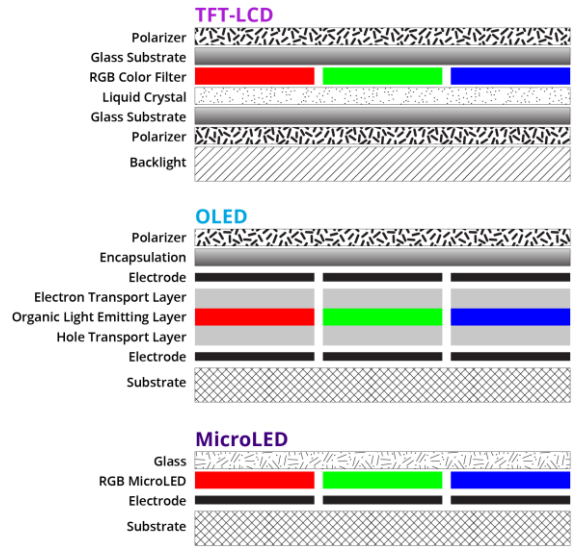 TFT-LCD
Polarizer
Glass Substrate
RGB Color Filter
Liquid Crystal
Glass Substrate
Polarizer
Backlight
OLED
Polarizer
Encapsulation
Electrode
Electron Transport Layer
Organic Light Emitting Layer
Hole Transport Layer
Electrode
Substrate
MicroLED
Glass
RGB MicroLED
Electrode
Substrate